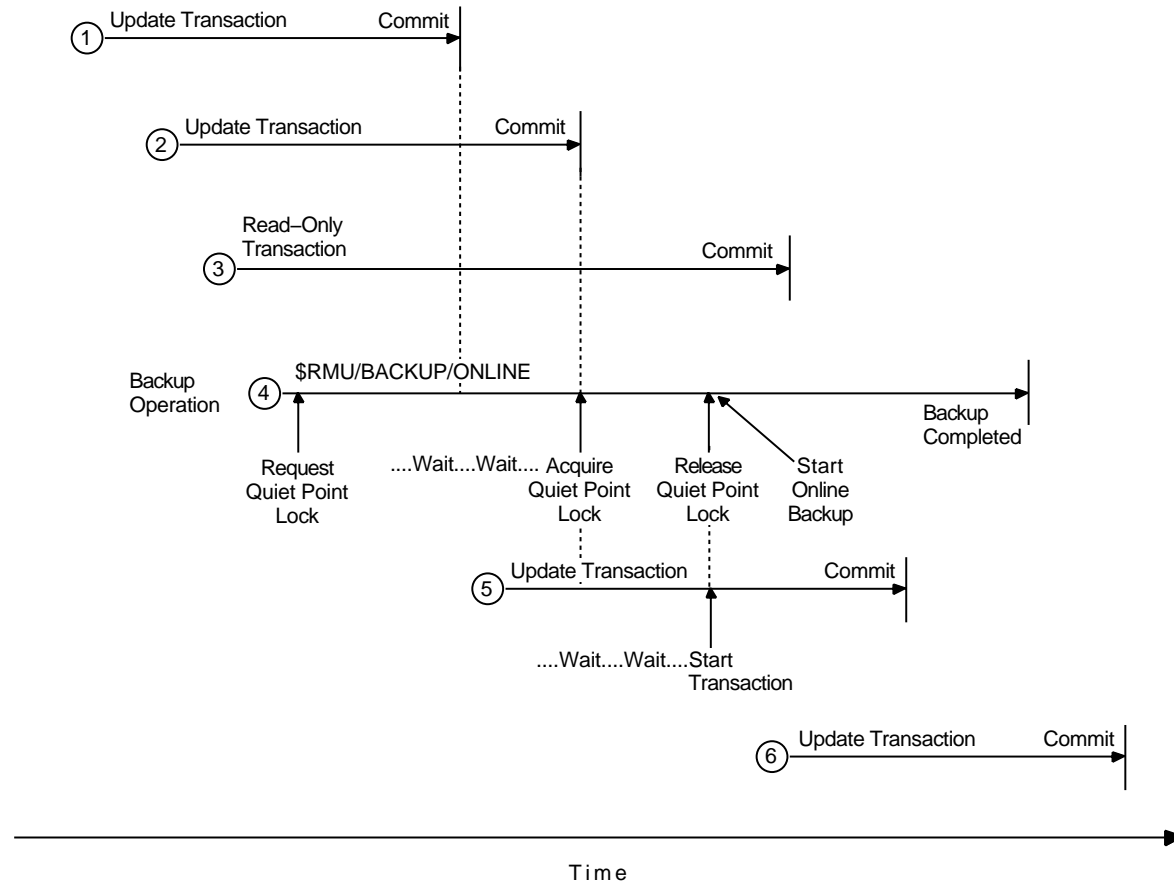 Update Transaction Commit
1
Update Transaction Commit
2
Read–Only
Transaction Commit
3
$RMU/BACKUP/ONLINE
Backup
Operation
4
Backup
Completed
Request
Quiet Point
Lock
....Wait....Wait....
Acquire
Quiet Point
Lock
Release
Quiet Point
Lock
Start
Online
Backup
Update Transaction Commit
5
....Wait....Wait....Start
Transaction
Update Transaction Commit
6
Time